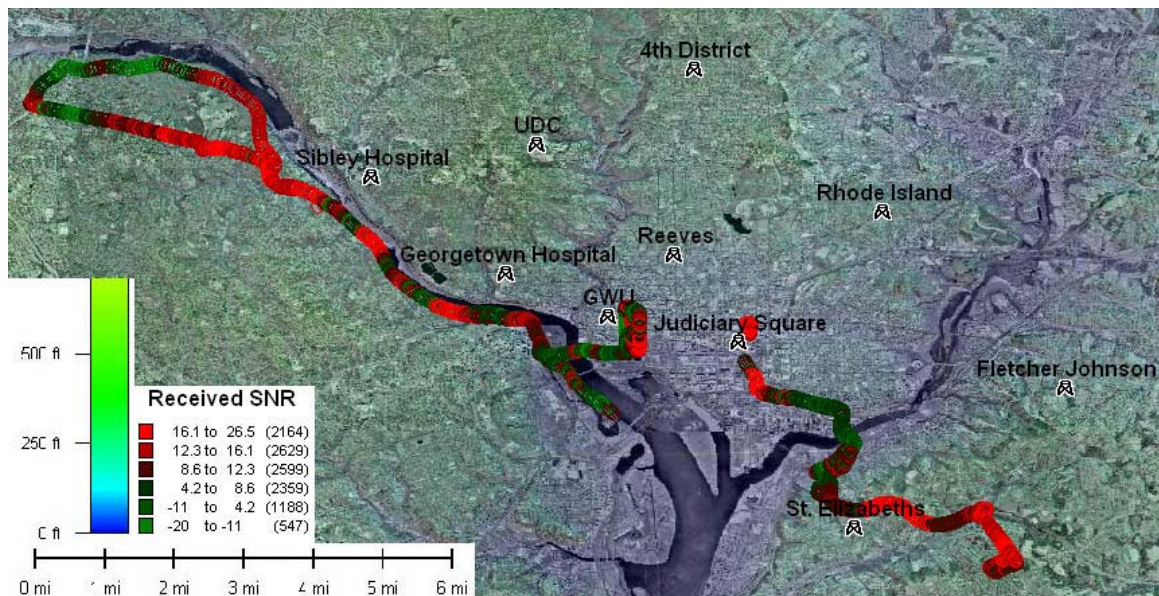 4th District
UDC
Sibley Hospital
Rhode Island
Reeves
Georgetown Hospital
GWU
Judiciary Square
Fletcher Johnson
St. Elizabeths
500 ft
250 ft
0 ft
Received SNR
16.1 to 26.5 (2164)
12.3 to 16.1 (2629)
8.6 to 12.3 (2599)
4.2 to 8.6 (2359)
-11 to 4.2 (1188)
-20 to -11 (547)
0 mi 1 mi 2 mi 3 mi 4 mi 5 mi 6 mi